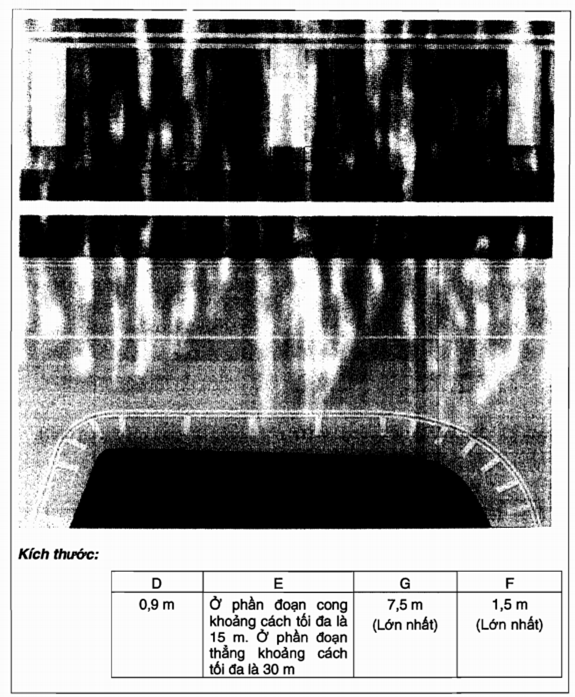 Kích thước:
D E G F
0,9 m Ở phần đoạn cong 7,5 m 1,5 m
khoảng cách tối đa là (Lớn nhất) (Lớn nhất)
15 m. Ở phần đoạn
thẳng khoảng cách
tối đa là 30 m